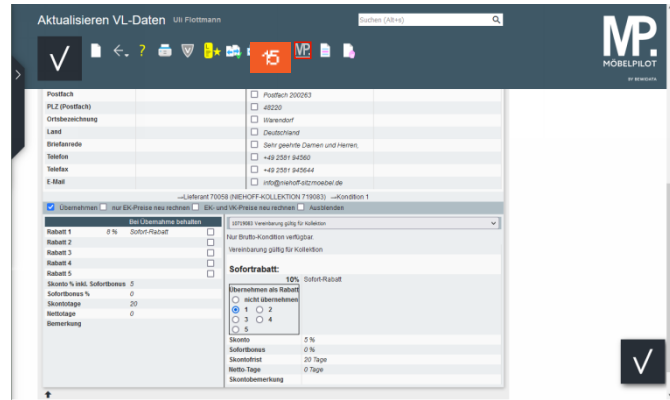 Aktualisieren VL-Daten Uli Flottmann
Suchen (Alt+s)
MP.
MÖBELPILOT
BY BEWIDATA
? 15 MP.
Postfach Postfach 200263
PLZ (Postfach) 48220
Ortsbezeichnung Warendorf
Land Deutschland
Briefanrede Sehr geehrte Damen und Herren,
Telefon +49 2581 94560
Telefax +49 2581 945644
E-Mail info@niehoff-sitzmoebel.de
---Lieferant 70058 (NIEHOFF-KOLLEKTION 719083) ---Kondition 1
Übernehmen nur EK-Preise neu rechnen EK- und VK-Preise neu rechnen Ausblenden
Bei Übernahme behalten
Rabatt 1 8 % Sofort-Rabatt
Rabatt 2
Rabatt 3
Rabatt 4
Rabatt 5
Skonto % inkl. Sofortbonus 5
Sofortbonus % 0
Skontotage 20
Nettotage 0
Bemerkung
10719083 Vereinbarung gültig für Kollektion
Nur Brutto-Kondition verfügbar.
Vereinbarung gültig für Kollektion
Sofortrabatt:
10% Sofort-Rabatt
Übernehmen als Rabatt
nicht übernehmen
1 2
3 4
5
Skonto 5 %
Sofortbonus 0 %
Skontofrist 20 Tage
Netto-Tage 0 Tage
Skontobemerkung